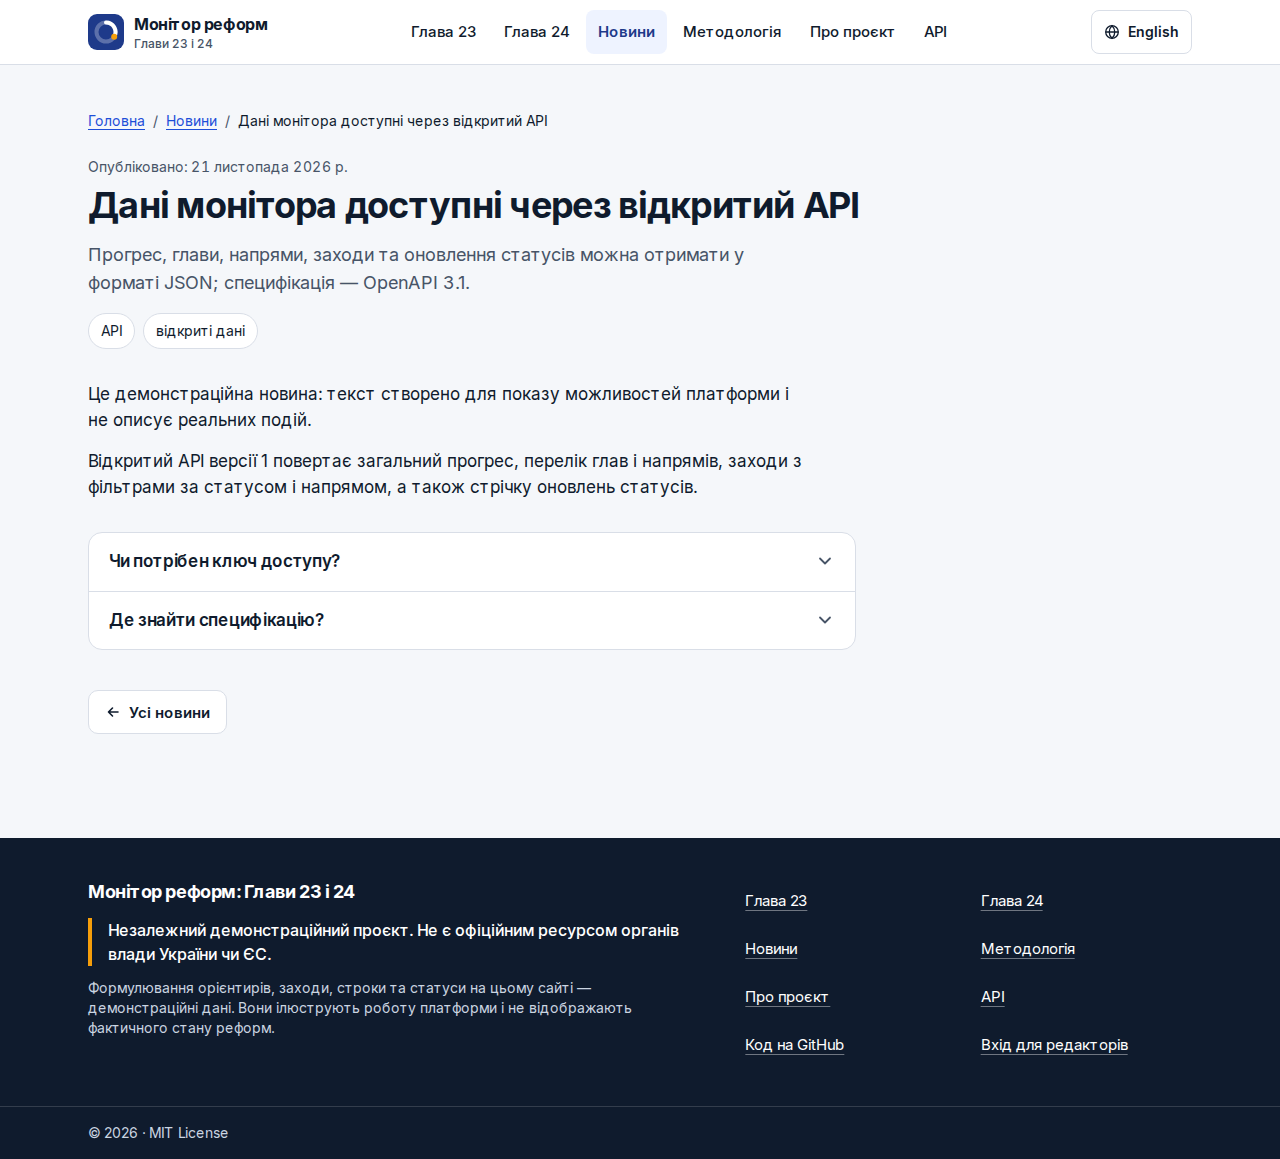 Монітор реформ
Глави 23 і 24
Глава 23
Глава 24
Новини
Методологія
Про проєкт
API
English
Головна / Новини / Дані монітора доступні через відкритий API
Опубліковано: 21 листопада 2026 р.
Дані монітора доступні через відкритий API
Прогрес, глави, напрями, заходи та оновлення статусів можна отримати у
форматі JSON; специфікація — OpenAPI 3.1.
API
відкриті дані
Це демонстраційна новина: текст створено для показу можливостей платформи і
не описує реальних подій.
Відкритий API версії 1 повертає загальний прогрес, перелік глав і напрямів, заходи з
фільтрами за статусом і напрямом, а також стрічку оновлень статусів.
Чи потрібен ключ доступу?
Де знайти специфікацію?
← Усі новини
Монітор реформ: Глави 23 і 24
Незалежний демонстраційний проєкт. Не є офіційним ресурсом органів
влади України чи ЄС.
Формулювання орієнтирів, заходи, строки та статуси на цьому сайті —
демонстраційні дані. Вони ілюструють роботу платформи і не відображають
фактичного стану реформ.
Глава 23
Глава 24
Новини
Методологія
Про проєкт
API
Код на GitHub
Вхід для редакторів
© 2026 · MIT License